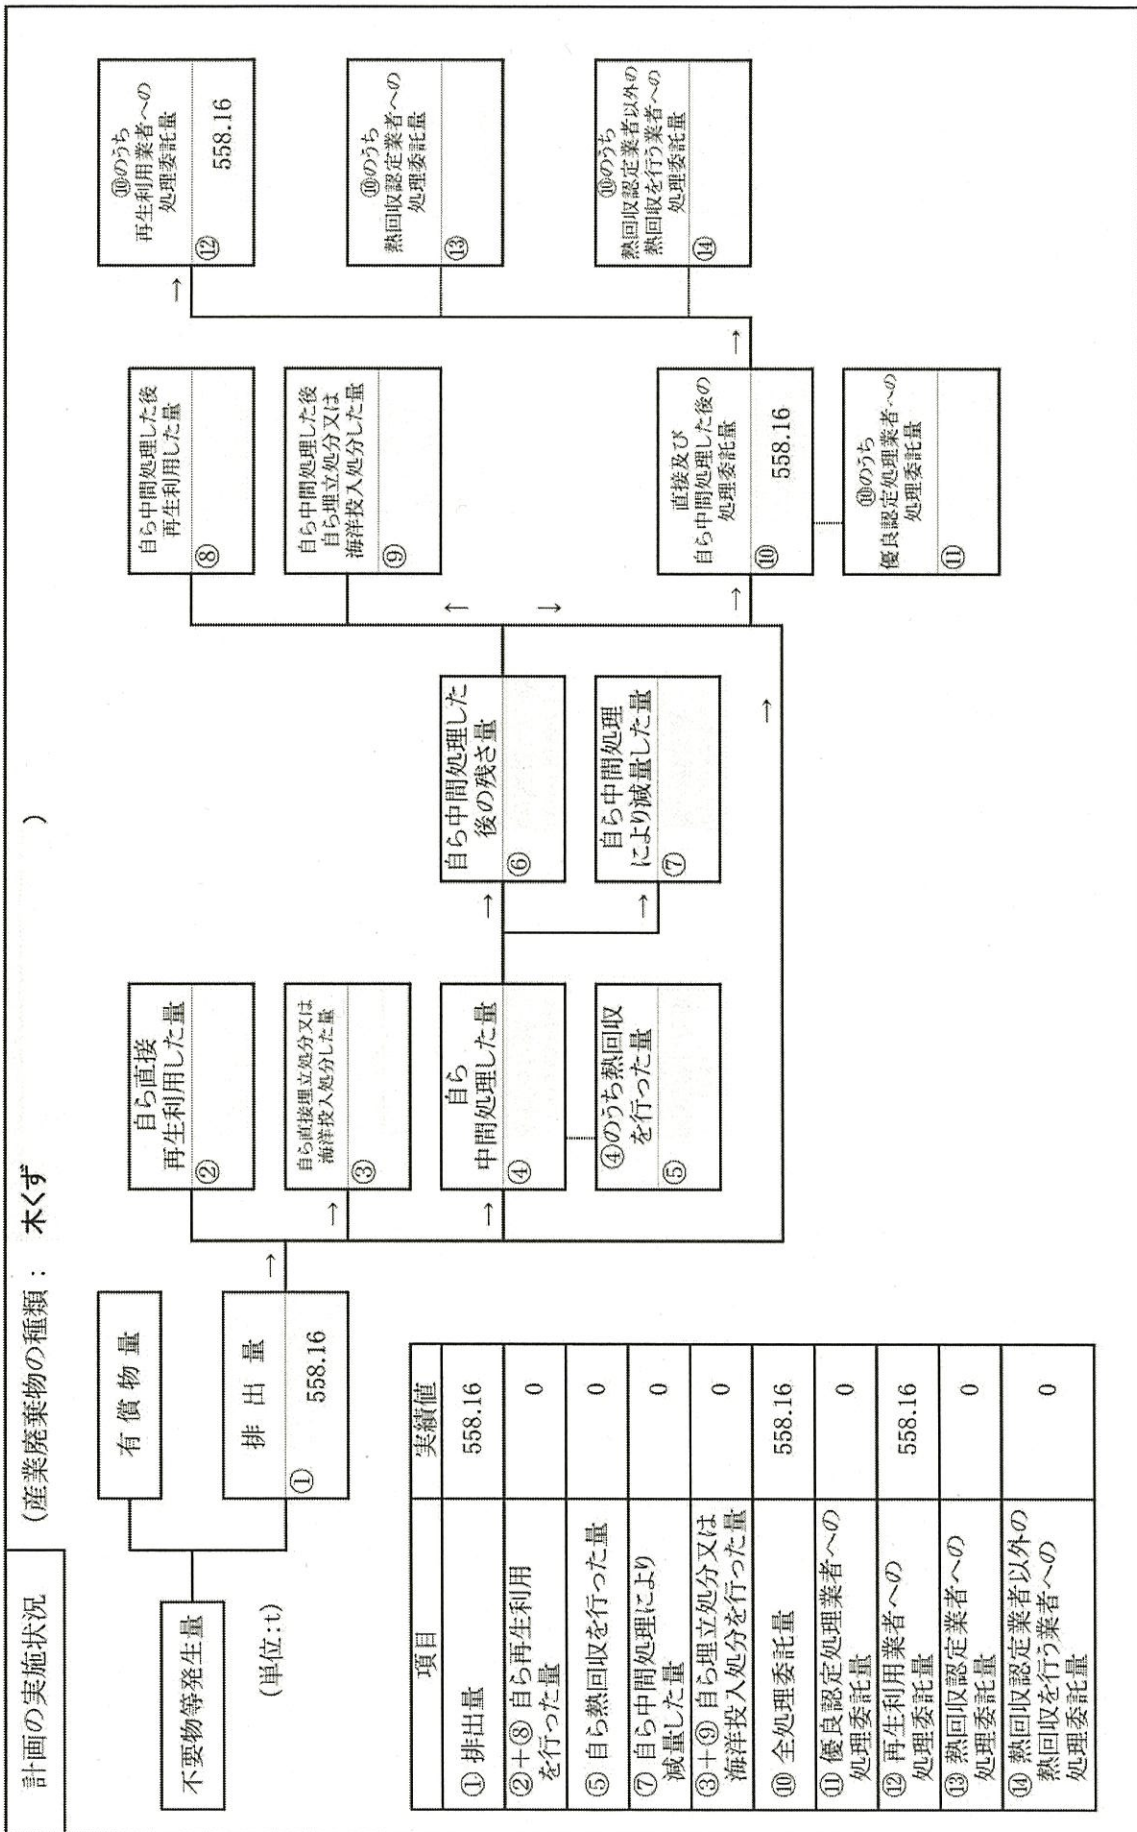 計画の実施状況
(産業廃棄物の種類： 木くず )
不要物等発生量
(単位:t)
有償物量
排出量
① 558.16
→
自ら直接
再生利用した量
②
→
自ら直接埋立処分又は
海洋投入処分した量
③
→
自ら
中間処理した量
④
④のうち熱回収
を行った量
⑤
→
自ら中間処理した
後の残さ量
⑥
→
自ら中間処理
により減量した量
⑦
→
↑
↓
自ら中間処理した後
再生利用した量
⑧
自ら中間処理した後
自ら埋立処分又は
海洋投入処分した量
⑨
→
直接及び
自ら中間処理した後の
処理委託量
⑩ 558.16
⑩のうち
優良認定処理業者への
処理委託量
⑪
→
→
⑩のうち
再生利用業者への
処理委託量
⑫ 558.16
⑩のうち
熱回収認定業者への
処理委託量
⑬
⑩のうち
熱回収認定業者以外の
熱回収を行う業者への
処理委託量
⑭
項目 実績値
① 排出量 558.16
②+⑧ 自ら再生利用
を行った量 0
⑤ 自ら熱回収を行った量 0
⑦ 自ら中間処理により
減量した量 0
③+⑨ 自ら埋立処分又は
海洋投入処分を行った量 0
⑩ 全処理委託量 558.16
⑪ 優良認定処理業者への
処理委託量 0
⑫ 再生利用業者への
処理委託量 558.16
⑬ 熱回収認定業者への
処理委託量 0
⑭ 熱回収認定業者以外の
熱回収を行う業者への
処理委託量 0